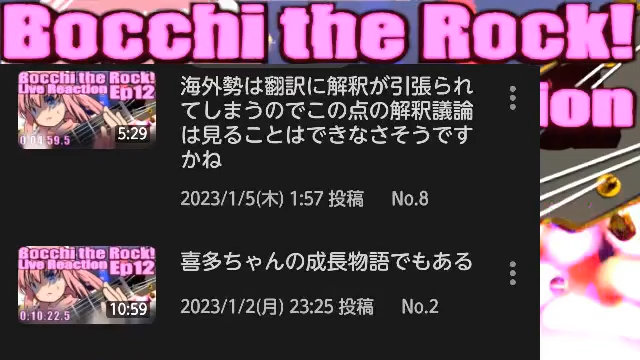 Bocchi the Rock!
ion
Bocchi the Rock!
Live Reaction Ep12
0:04:59.5
5:29
海外勢は翻訳に解釈が引張られ
てしまうのでこの点の解釈議論
は見ることはできなさそうです
かね
2023/1/5(木) 1:57 投稿 No.8
Bocchi the Rock!
Live Reaction Ep12
0:10:22.5
10:59
喜多ちゃんの成長物語でもある
2023/1/2(月) 23:25 投稿 No.2